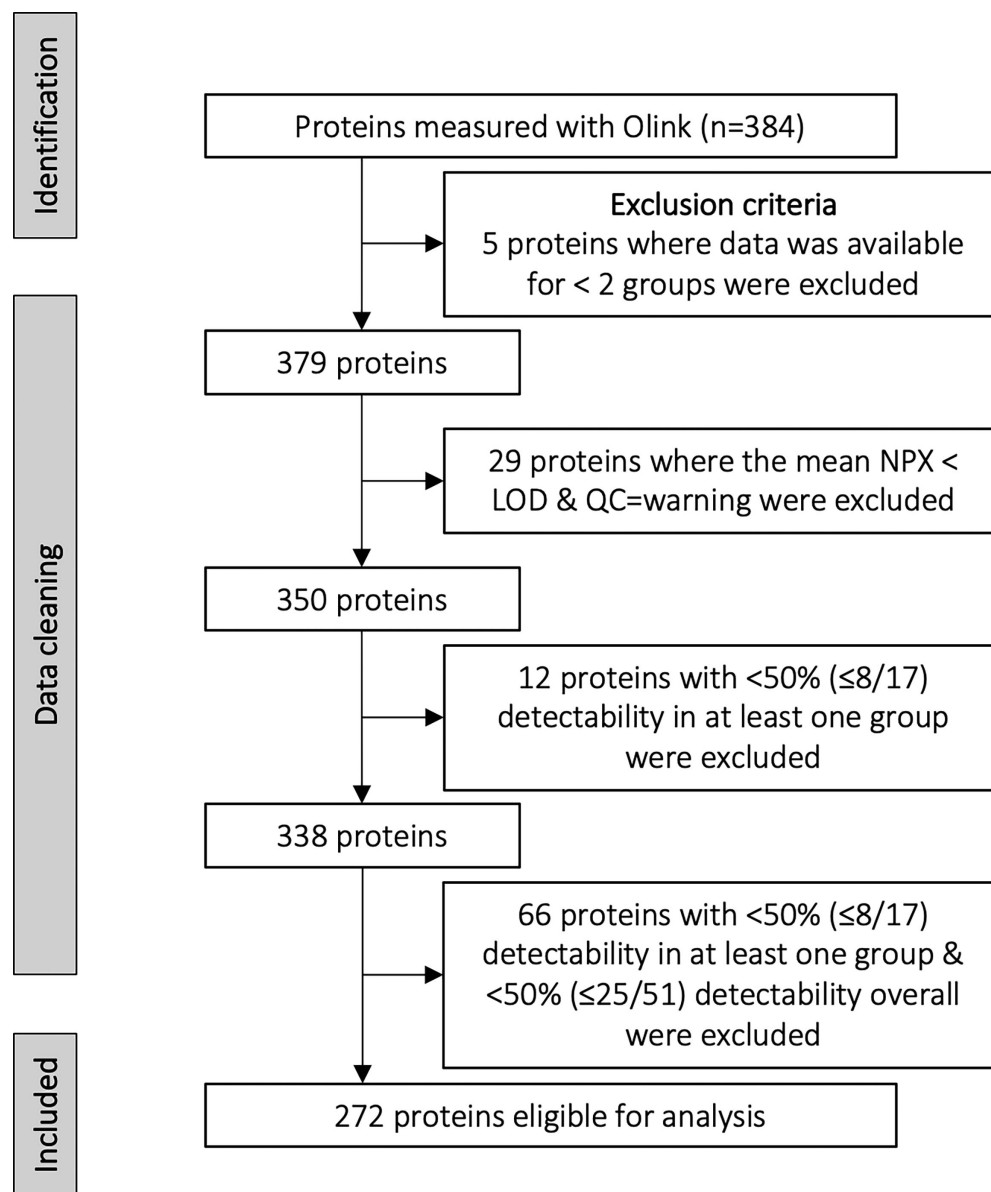 Identification
Proteins measured with Olink (n=384)
Exclusion criteria
5 proteins where data was available
for < 2 groups were excluded
Data cleaning
379 proteins
29 proteins where the mean NPX <
LOD & QC=warning were excluded
350 proteins
12 proteins with <50% (≤8/17)
detectability in at least one group
were excluded
338 proteins
66 proteins with <50% (≤8/17)
detectability in at least one group &
<50% (≤25/51) detectability overall
were excluded
Included
272 proteins eligible for analysis